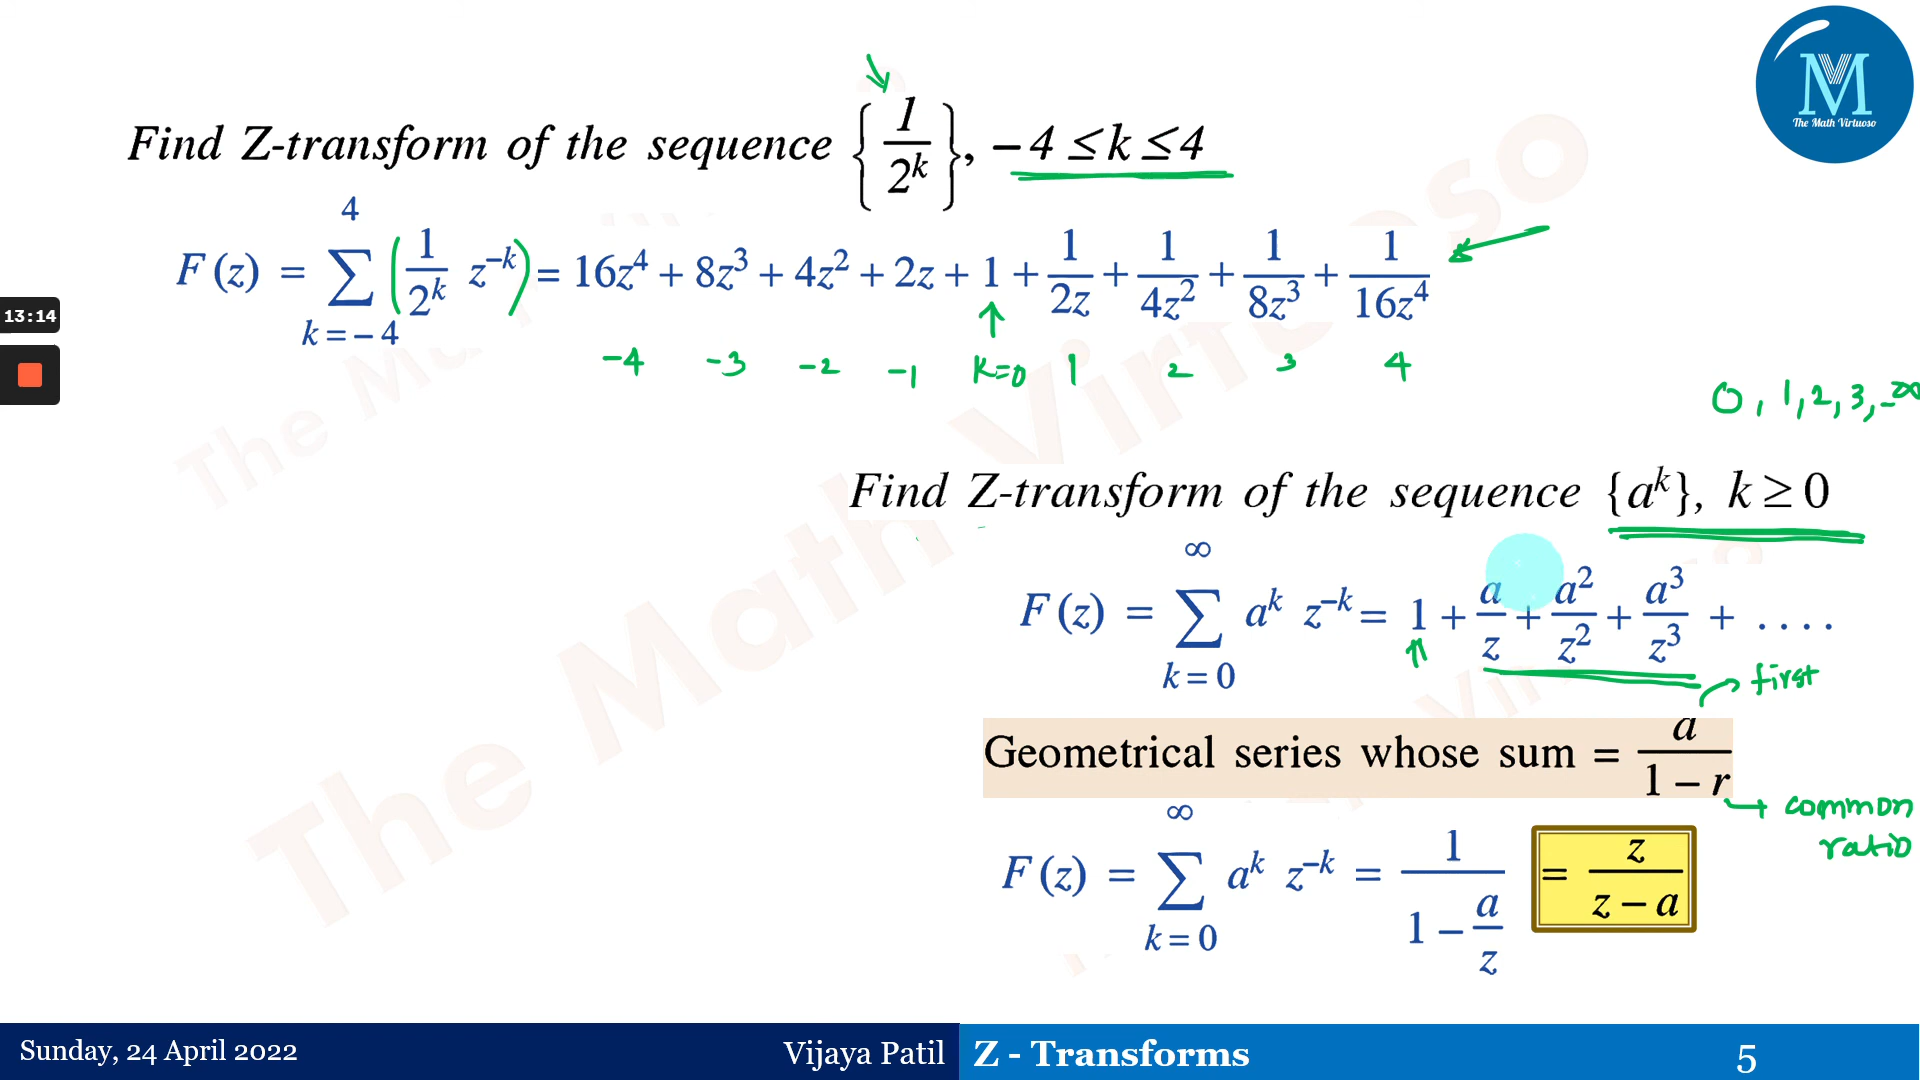 M
The Math Virtuoso
Find Z-transform of the sequence {1/2^k}, −4 ≤ k ≤ 4
F(z) = ∑_{k=−4}^{4} (1/2^k z^{−k}) = 16z^4 + 8z^3 + 4z^2 + 2z + 1 + 1/(2z) + 1/(4z^2) + 1/(8z^3) + 1/(16z^4)
13:14
-4 -3 -2 -1 k=0 1 2 3 4
0, 1, 2, 3, -∞
Find Z-transform of the sequence {a^k}, k ≥ 0
F(z) = ∑_{k=0}^{∞} a^k z^{−k} = 1 + a/z + a^2/z^2 + a^3/z^3 + ....
first
Geometrical series whose sum = a/(1 − r)
common
ratio
F(z) = ∑_{k=0}^{∞} a^k z^{−k} = 1/(1 − a/z) = z/(z − a)
The Math Virtuoso
Sunday, 24 April 2022 Vijaya Patil Z - Transforms 5